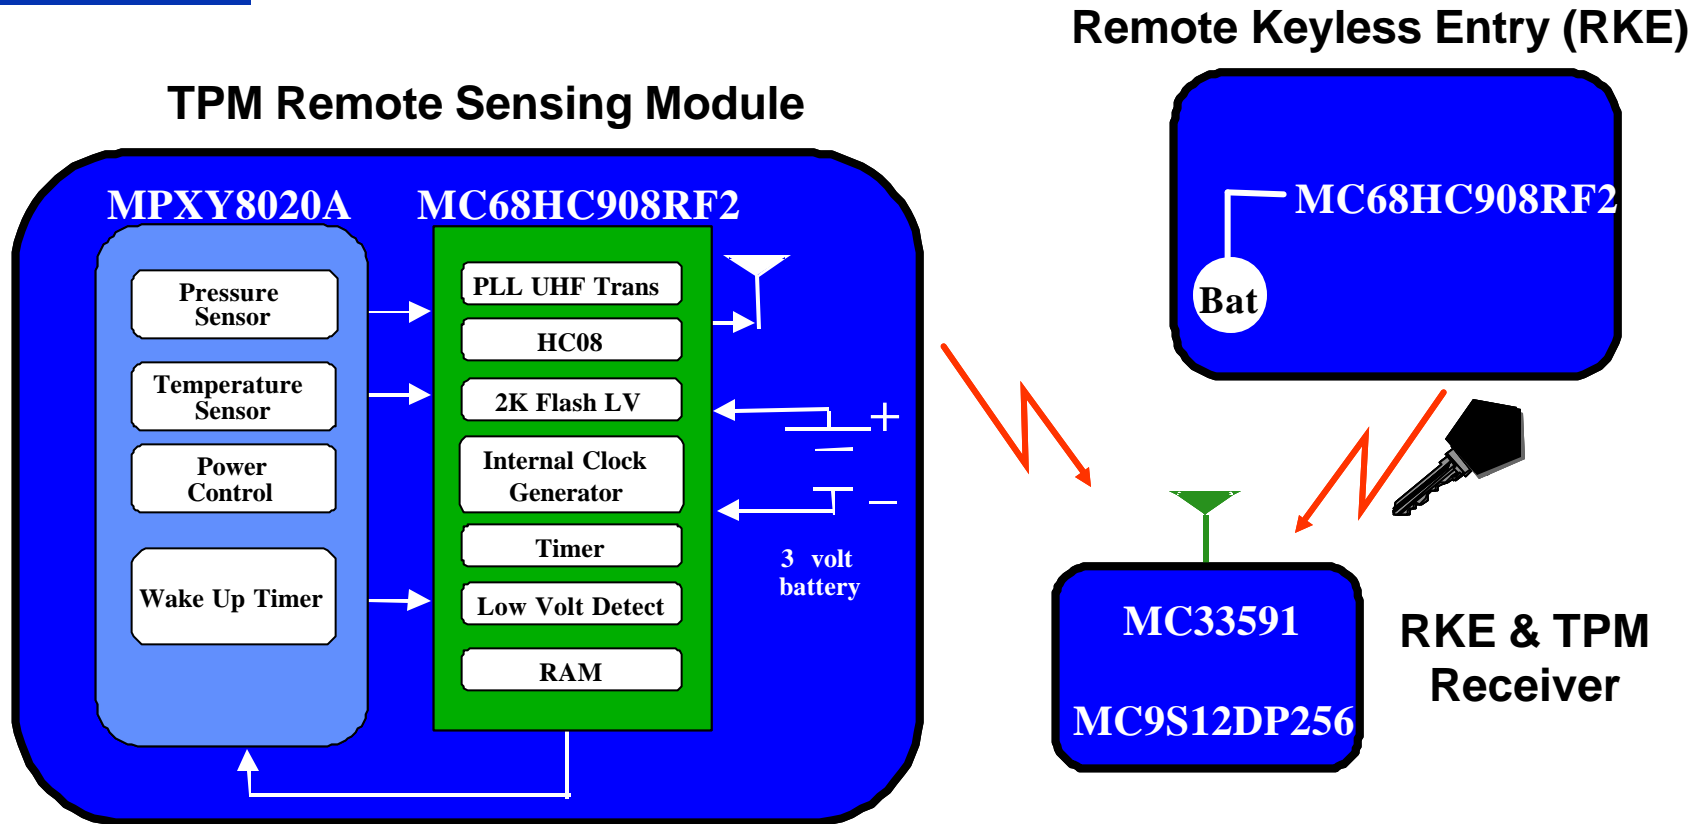 Remote Keyless Entry (RKE)
TPM Remote Sensing Module
MPXY8020A
Pressure
Sensor
Temperature
Sensor
Power
Control
Wake Up Timer
MC68HC908RF2
PLL UHF Trans
HC08
2K Flash LV
Internal Clock
Generator
Timer
Low Volt Detect
RAM
+
–
3 volt
battery
MC68HC908RF2
Bat
MC33591
MC9S12DP256
RKE & TPM
Receiver